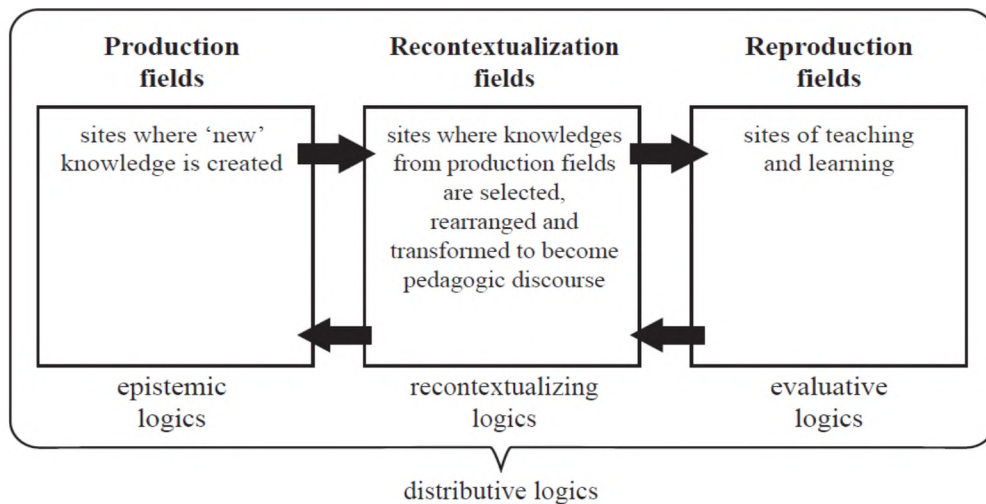 Production
fields
Recontextualization
fields
Reproduction
fields
sites where ‘new’
knowledge is created
sites where knowledges
from production fields
are selected,
rearranged and
transformed to become
pedagogic discourse
sites of teaching
and learning
epistemic
logics
recontextualizing
logics
evaluative
logics
distributive logics